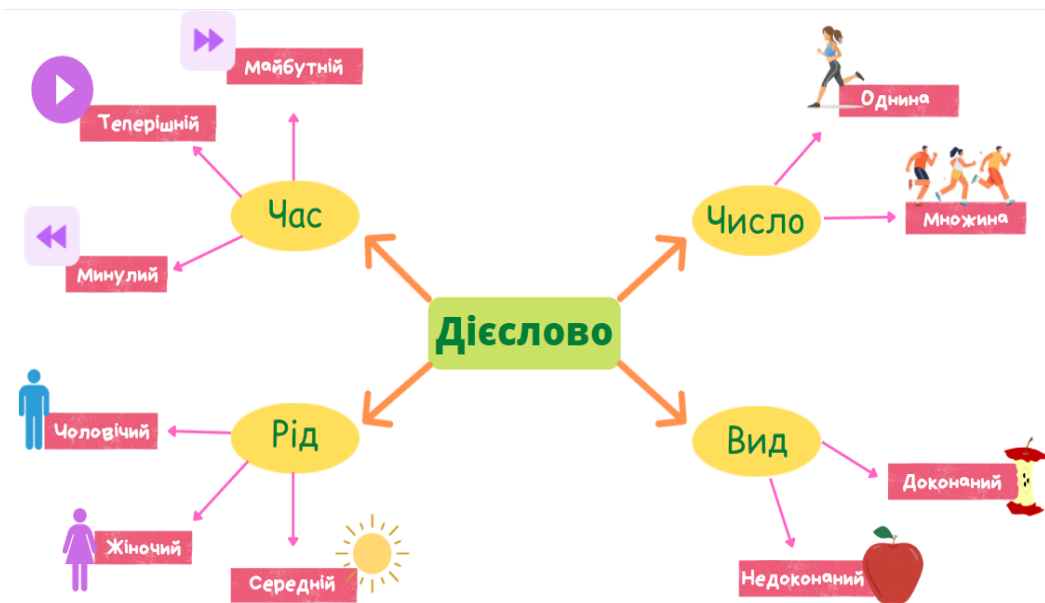 Майбутній
Теперішній
Час
Минулий
Однина
Число
Множина
Дієслово
Рід
Чоловічий
Жіночий
Середній
Вид
Доконаний
Недоконаний